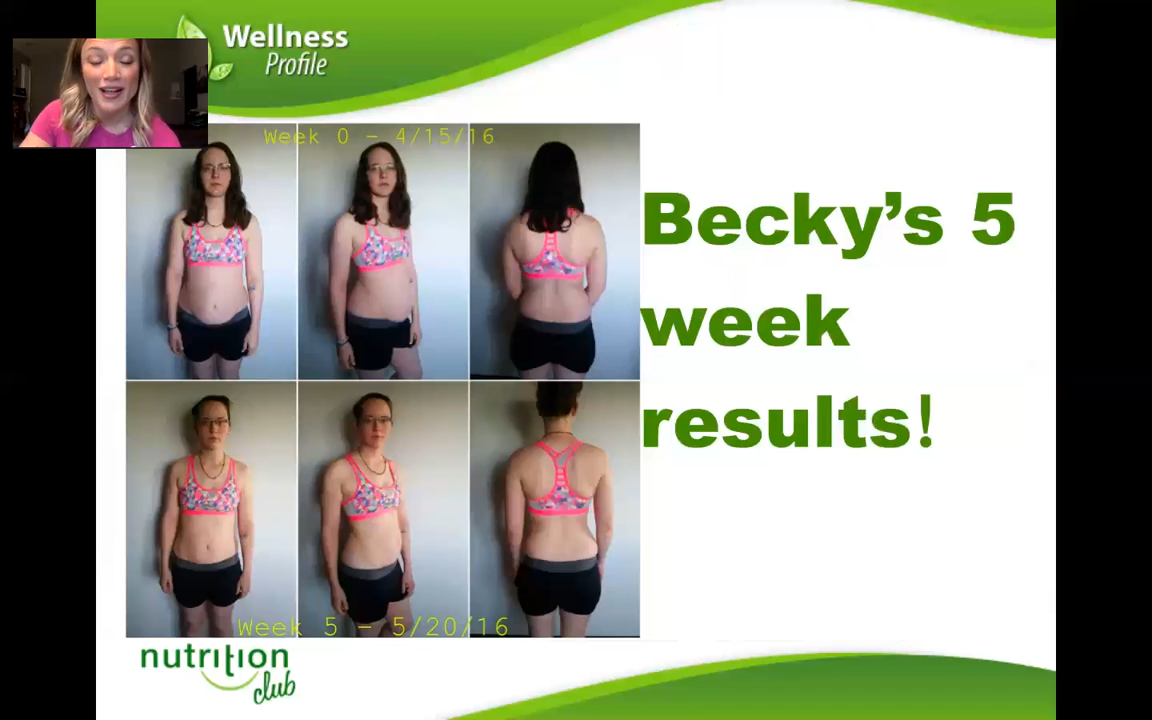 Wellness
Profile
Week 0 - 4/15/16
Becky's 5
week
results!
Week 5 - 5/20/16
nutrition
club